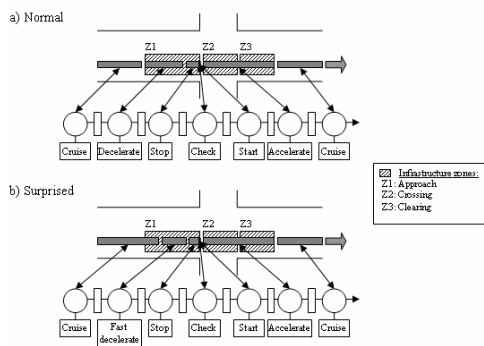 a) Normal
Z1 Z2 Z3
Cruise Decelerate Stop Check Start Accelerate Cruise
Infrastructure zones:
Z1: Approach
Z2: Crossing
Z3: Clearing
b) Surprised
Z1 Z2 Z3
Cruise Fast decelerate Stop Check Start Accelerate Cruise